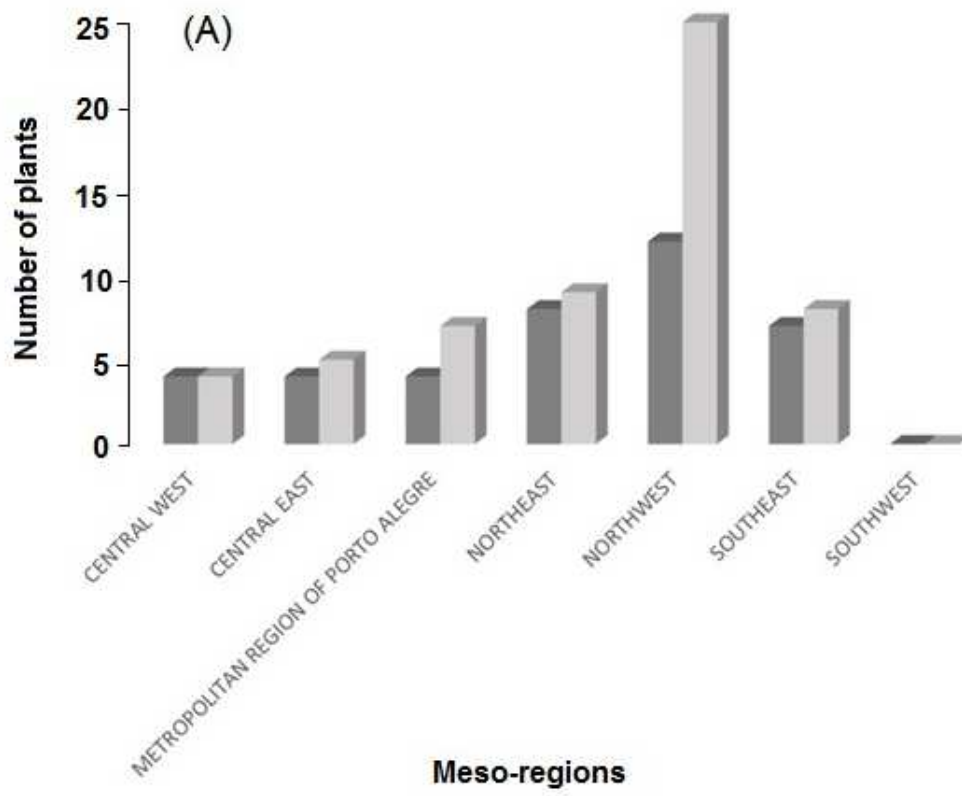 (A)
Number of plants
25
20
15
10
5
0
CENTRAL WEST
CENTRAL EAST
METROPOLITAN REGION OF PORTO ALEGRE
NORTHEAST
NORTHWEST
SOUTHEAST
SOUTHWEST
Meso-regions